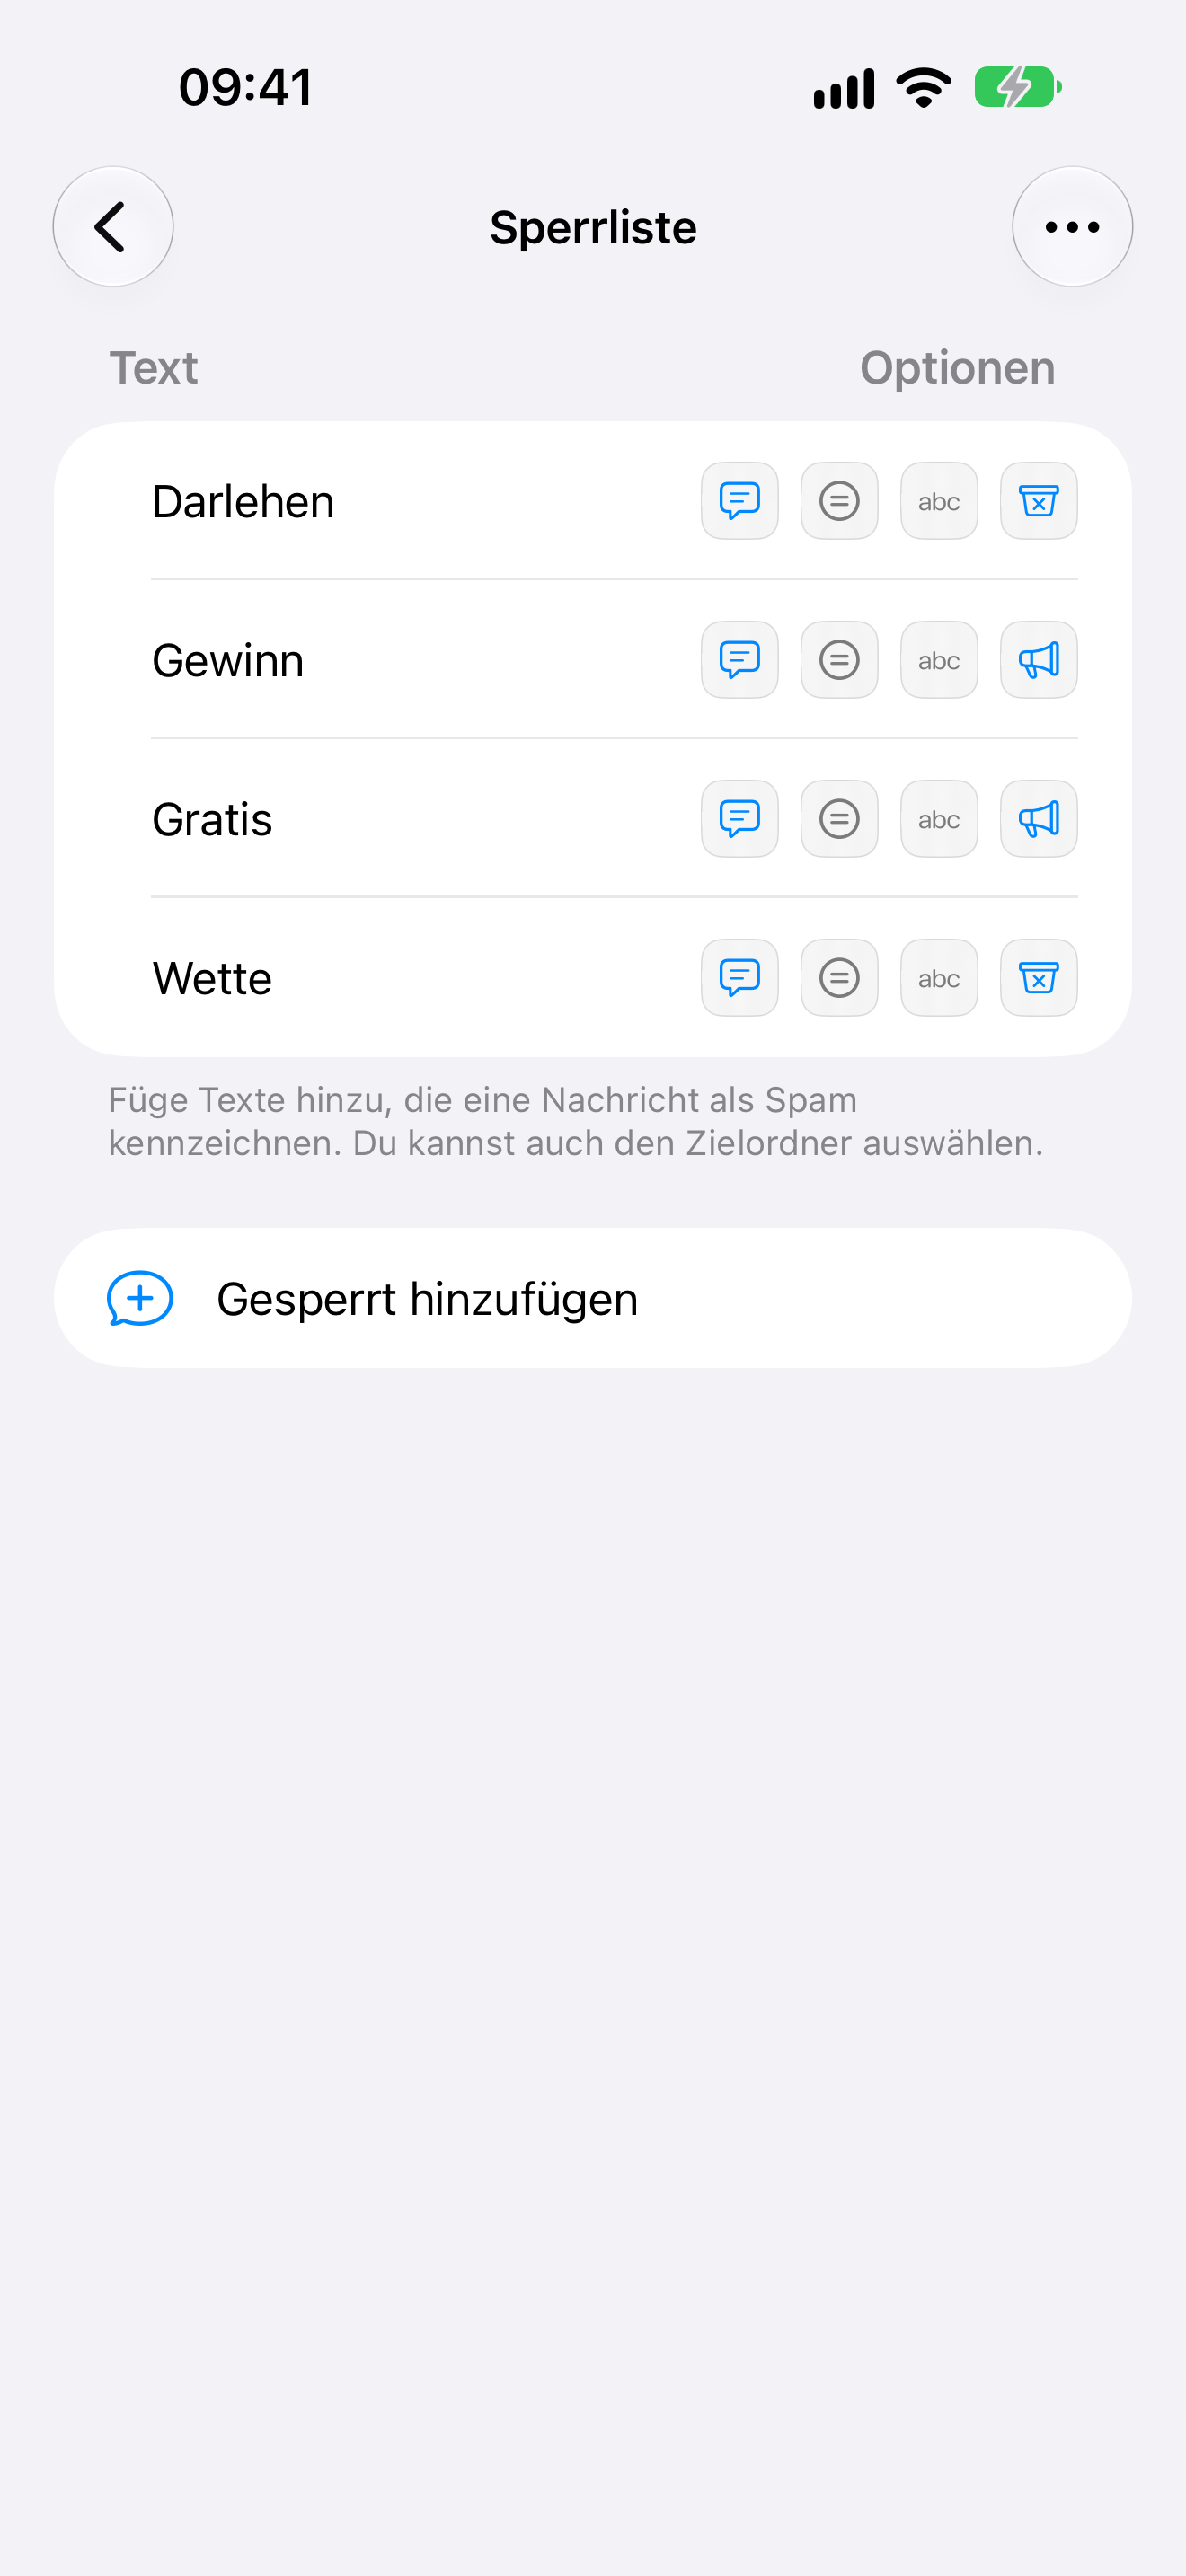 09:41
Sperrliste
Text Optionen
Darlehen abc
Gewinn abc
Gratis abc
Wette abc
Füge Texte hinzu, die eine Nachricht als Spam
kennzeichnen. Du kannst auch den Zielordner auswählen.
Gesperrt hinzufügen